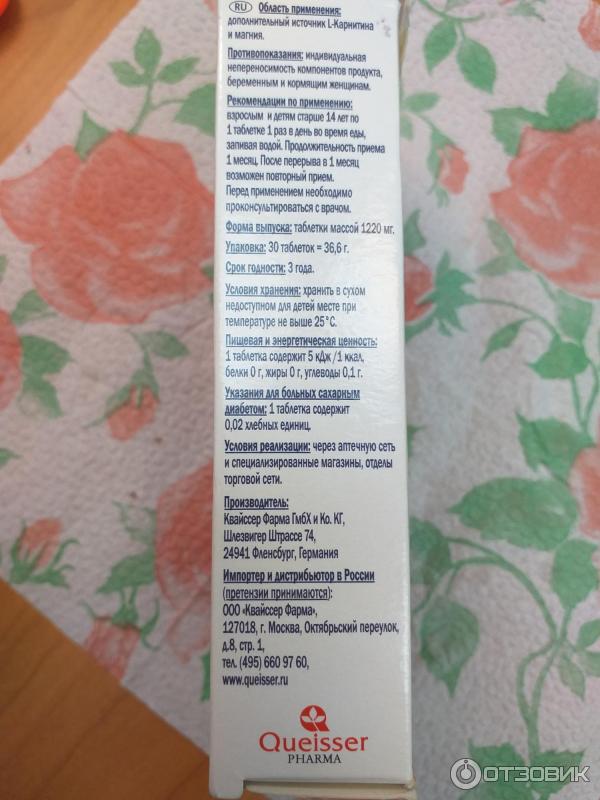 RU Область применения:
дополнительный источник L-Карнитина
и магния.
Противопоказания: индивидуальная
непереносимость компонентов продукта,
беременным и кормящим женщинам.
Рекомендации по применению:
взрослым и детям старше 14 лет по
1 таблетке 1 раз в день во время еды,
запивая водой. Продолжительность приема
1 месяц. После перерыва в 1 месяц
возможен повторный прием.
Перед применением необходимо
проконсультироваться с врачом.
Форма выпуска: таблетки массой 1220 мг.
Упаковка: 30 таблеток = 36,6 г.
Срок годности: 3 года.
Условия хранения: хранить в сухом
недоступном для детей месте при
температуре не выше 25°C.
Пищевая и энергетическая ценность:
1 таблетка содержит 5 кДж /1 ккал,
белки 0 г, жиры 0 г, углеводы 0,1 г.
Указания для больных сахарным
диабетом: 1 таблетка содержит
0,02 хлебных единиц.
Условия реализации: через аптечную сеть
и специализированные магазины, отделы
торговой сети.
Производитель:
Квайссер Фарма ГмбХ и Ко. КГ,
Шлезвигер Штрассе 74,
24941 Фленсбург, Германия
Импортер и дистрибьютор в России
(претензии принимаются):
ООО «Квайссер Фарма»,
127018, г. Москва, Октябрьский переулок,
д.8, стр. 1,
тел. (495) 660 97 60,
www.queisser.ru
Queisser
PHARMA
ОТЗОВИК